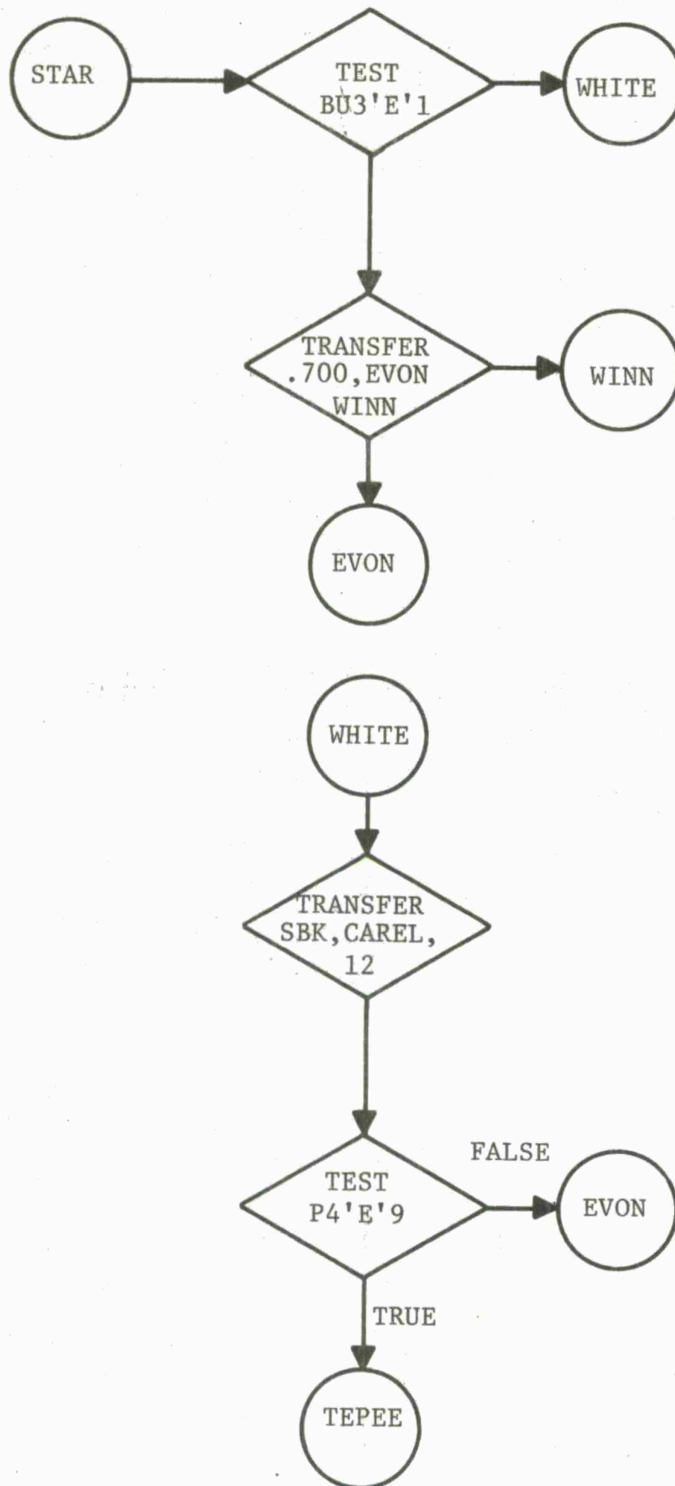 STAR
TEST
BU3'E'1
WHITE
TRANSFER
.700,EVON
WINN
WINN
EVON
WHITE
TRANSFER
SBK,CAREL,
12
TEST
P4'E'9
FALSE
EVON
TRUE
TEPEE